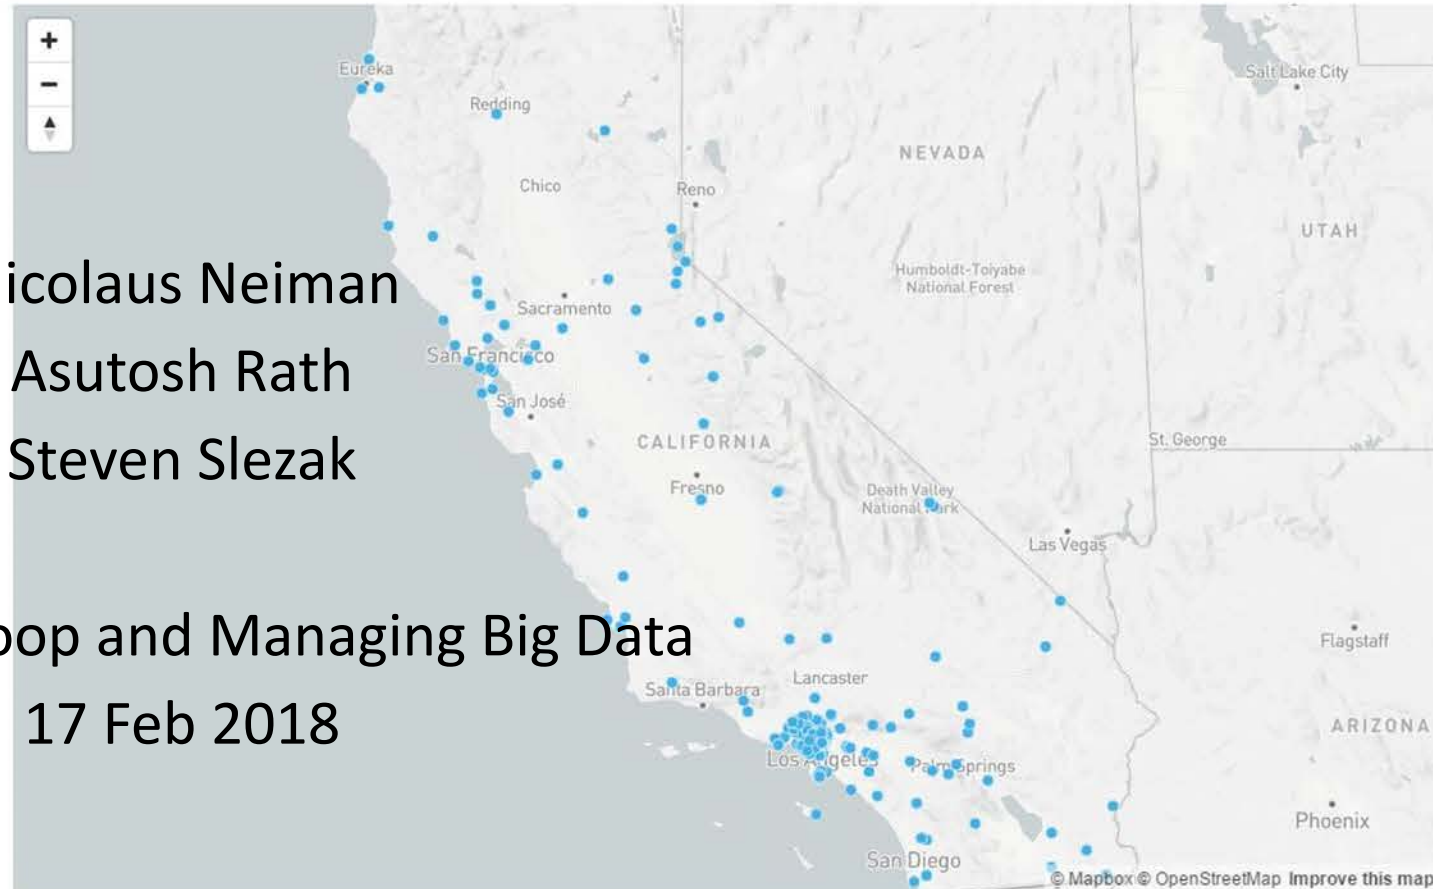 +
−
Eureka
Redding
Salt Lake City
NEVADA
Chico
Reno
UTAH
icolaus Neiman
Humboldt-Toiyabe
National Forest
Sacramento
San Francisco
Asutosh Rath
San José
CALIFORNIA
St. George
Steven Slezak
Fresno
Death Valley
National Park
Las Vegas
oop and Managing Big Data
Flagstaff
Lancaster
Santa Barbara
17 Feb 2018
ARIZONA
Los Angeles
Palm Springs
Phoenix
San Diego
© Mapbox © OpenStreetMap Improve this map